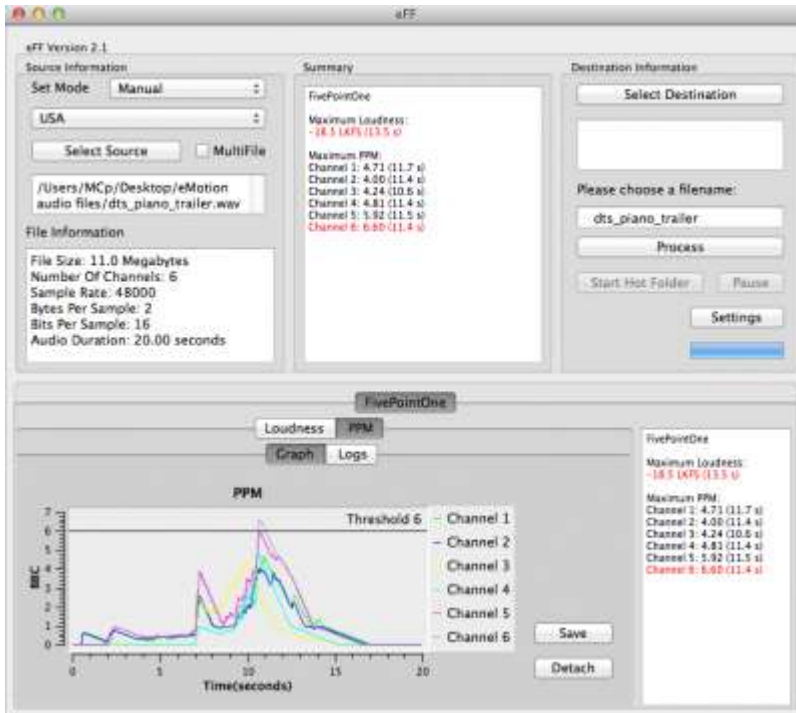 eFF
eFF Version 2.1
Source Information
Set Mode Manual
USA
Select Source MultiFile
/Users/MCp/Desktop/eMotion
audio files/dts_piano_trailer.wav
File Information
File Size: 11.0 Megabytes
Number Of Channels: 6
Sample Rate: 48000
Bytes Per Sample: 2
Bits Per Sample: 16
Audio Duration: 20.00 seconds
Summary
FivePointOne
Maximum Loudness:
-18.5 LKFS (13.5 s)
Maximum PPM:
Channel 1: 4.71 (11.7 s)
Channel 2: 4.00 (11.4 s)
Channel 3: 4.24 (10.6 s)
Channel 4: 4.81 (11.4 s)
Channel 5: 5.92 (11.5 s)
Channel 6: 6.60 (11.4 s)
Destination Information
Select Destination
Please choose a filename:
dts_piano_trailer
Process
Start Hot Folder Pause
Settings
FivePointOne
Loudness PPM
Graph Logs
PPM
Threshold 6
BBC
7
6
5
4
3
2
1
0
0 5 10 15 20
Time(seconds)
Channel 1
Channel 2
Channel 3
Channel 4
Channel 5
Channel 6
Save
Detach
FivePointOne
Maximum Loudness:
-18.5 LKFS (13.5 s)
Maximum PPM:
Channel 1: 4.71 (11.7 s)
Channel 2: 4.00 (11.4 s)
Channel 3: 4.24 (10.6 s)
Channel 4: 4.81 (11.4 s)
Channel 5: 5.92 (11.5 s)
Channel 6: 6.60 (11.4 s)